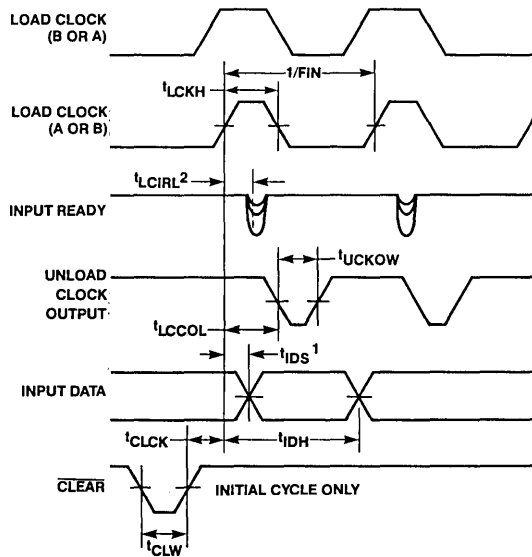 LOAD CLOCK
(B OR A)
1/FIN
tLCKH
LOAD CLOCK
(A OR B)
tLCIRL2
INPUT READY
tUCKOW
UNLOAD
CLOCK
OUTPUT
tLCCOL
tIDS1
INPUT DATA
tCLCK
tIDH
CLEAR
INITIAL CYCLE ONLY
tCLW